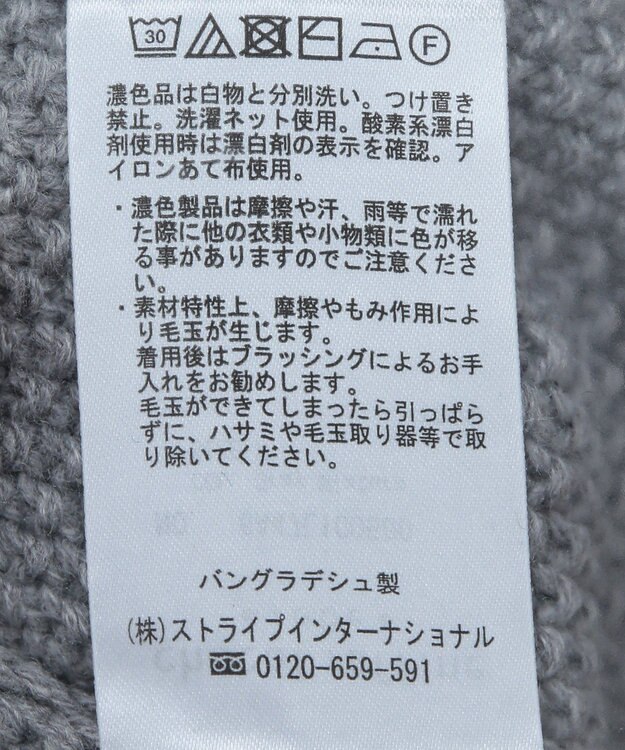 30 F
濃色品は白物と分別洗い。つけ置き
禁止。洗濯ネット使用。酸素系漂白
剤使用時は漂白剤の表示を確認。ア
イロンあて布使用。
・濃色製品は摩擦や汗、雨等で濡れ
た際に他の衣類や小物類に色が移
る事がありますのでご注意くださ
い。
・素材特性上、摩擦やもみ作用によ
り毛玉が生じます。
着用後はブラッシングによるお手
入れをお勧めします。
毛玉ができてしまったら引っぱら
ずに、ハサミや毛玉取り器等で取
り除いてください。
バングラデシュ製
(株)ストライプインターナショナル
0120-659-591